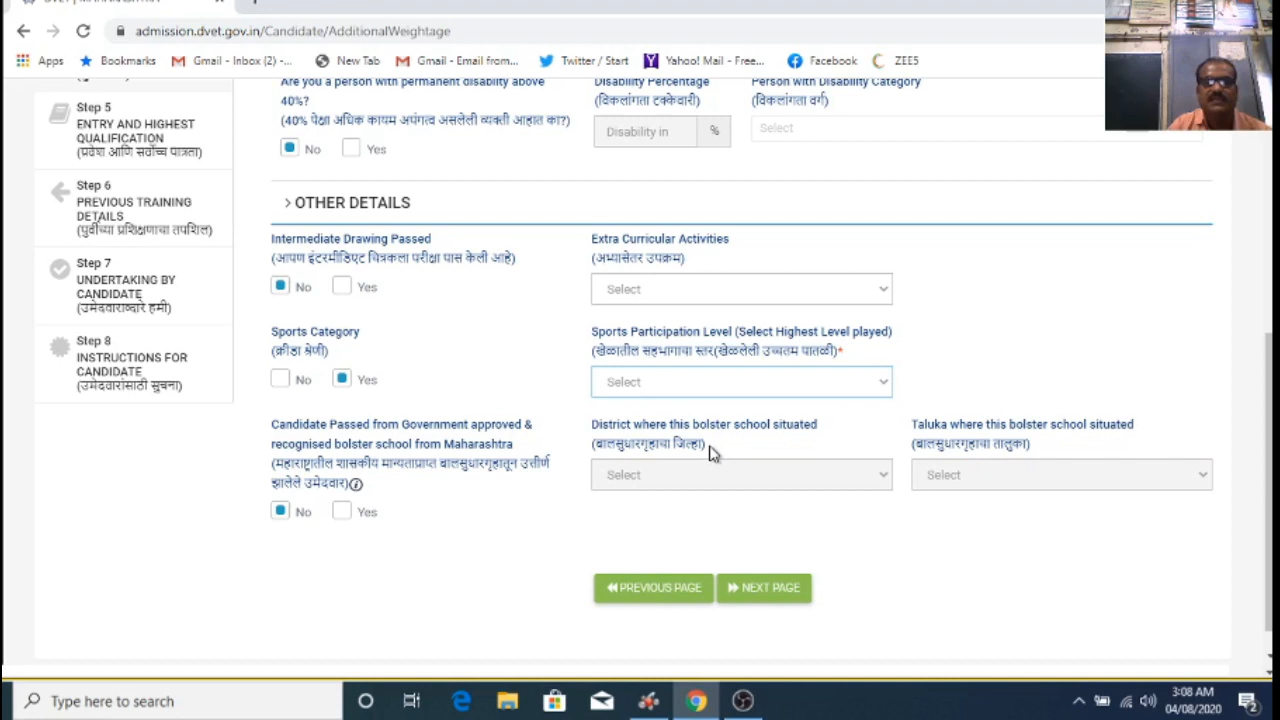 admission.dvet.gov.in/Candidate/AdditionalWeightage
Apps
Bookmarks
Gmail - Inbox (2) -...
New Tab
Gmail - Email from...
Twitter / Start
Yahoo! Mail - Free...
Facebook
ZEE5
Step 5
ENTRY AND HIGHEST
QUALIFICATION
(प्रवेश आणि सर्वोच्च पात्रता)
Step 6
PREVIOUS TRAINING
DETAILS
(पुर्वीच्या प्रशिक्षणाचा तपशिल)
Step 7
UNDERTAKING BY
CANDIDATE
(उमेदवाराव्दारे हमी)
Step 8
INSTRUCTIONS FOR
CANDIDATE
(उमेदवारांसाठी सुचना)
Are you a person with permanent disability above
40%?
(40% पेक्षा अधिक कायम अपंगत्व असलेली व्यक्ती आहात का?)
No Yes
Disability Percentage
(विकलांगता टक्केवारी)
Disability in %
Person with Disability Category
(विकलांगता वर्ग)
Select
> OTHER DETAILS
Intermediate Drawing Passed
(आपण इंटरमीडिएट चित्रकला परीक्षा पास केली आहे)
No Yes
Extra Curricular Activities
(अभ्यासेतर उपक्रम)
Select
Sports Category
(क्रीडा श्रेणी)
No Yes
Sports Participation Level (Select Highest Level played)
(खेळातील सहभागाचा स्तर(खेळलेली उच्चतम पातळी)*
Select
Candidate Passed from Government approved &
recognised bolster school from Maharashtra
(महाराष्ट्रातील शासकीय मान्यताप्राप्त बालसुधारगृहातून उत्तीर्ण
झालेले उमेदवार)
No Yes
District where this bolster school situated
(बालसुधारगृहाचा जिल्हा)
Select
Taluka where this bolster school situated
(बालसुधारगृहाचा तालुका)
Select
PREVIOUS PAGE
NEXT PAGE
Type here to search
3:08 AM
04/08/2020
2